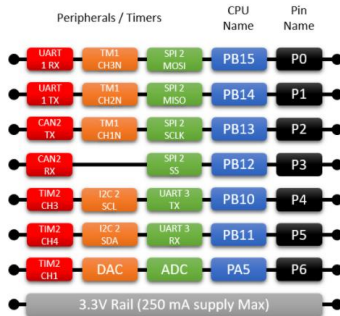 Peripherals / Timers
CPU
Name
Pin
Name
UART
1 RX
TM1
CH3N
SPI 2
MOSI
PB15
P0
UART
1 TX
TM1
CH2N
SPI 2
MISO
PB14
P1
CAN2
TX
TM1
CH1N
SPI 2
SCLK
PB13
P2
CAN2
RX
SPI 2
SS
PB12
P3
TIM2
CH3
I2C 2
SCL
UART 3
TX
PB10
P4
TIM2
CH4
I2C 2
SDA
UART 3
RX
PB11
P5
TIM2
CH1
DAC
ADC
PA5
P6
3.3V Rail (250 mA supply Max)